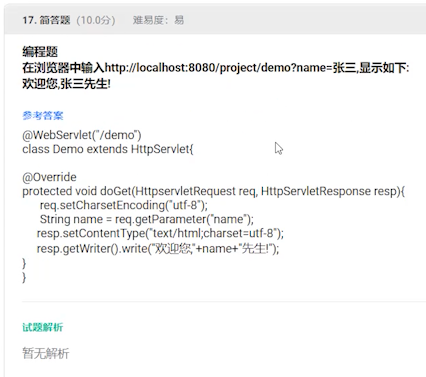 17. 简答题 (10.0分) 难易度：易
编程题
在浏览器中输入http://localhost:8080/project/demo?name=张三,显示如下:
欢迎您,张三先生!
参考答案
@WebServlet("/demo")
class Demo extends HttpServlet{
@Override
protected void doGet(HttpservletRequest req, HttpServletResponse resp){
req.setCharsetEncoding("utf-8");
String name = req.getParameter("name");
resp.setContentType("text/html;charset=utf-8");
resp.getWriter().write("欢迎您,"+name+"先生!");
}
}
试题解析
暂无解析